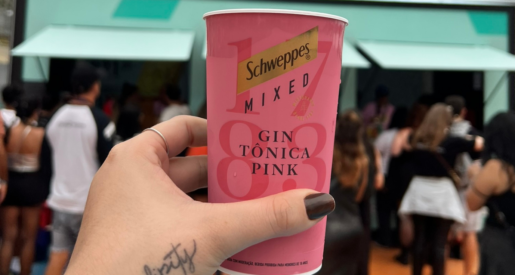 17
Schweppes
MIXED
83
GIN
TÔNICA
PINK